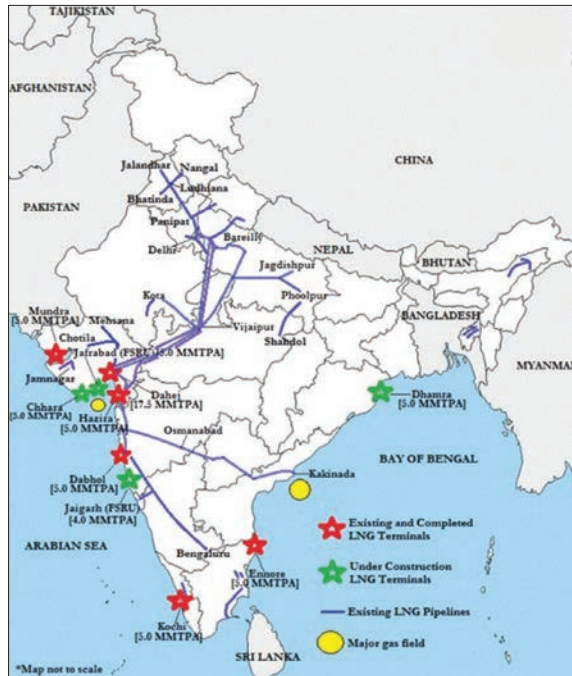 TAJIKISTAN
AFGHANISTAN
CHINA
Jalandhar
Nangal
Ludhiana
Bhatinda
PAKISTAN
Panipat
Delhi
Bareilly
NEPAL
BHUTAN
Jagdishpur
Phoolpur
Kota
Mundra
[5.0 MMTPA]
Mehsana
Vijaipur
BANGLADESH
Chotila
Shahdol
Jafrabad (FSRU)[5.0 MMTPA]
MYANMAR
Jamnagar
Chhara
[5.0 MMTPA]
Dahej
[17.5 MMTPA]
Dhamra
[5.0 MMTPA]
Hazira
[5.0 MMTPA]
Osmanabad
BAY OF BENGAL
Kakinada
Dabhol
[5.0 MMTPA]
Jaigarh (FSRU)
[4.0 MMTPA]
Existing and Completed
LNG Terminals
ARABIAN SEA
Bengaluru
Ennore
[5.0 MMTPA]
Under Construction
LNG Terminals
Existing LNG Pipelines
Kochi
[5.0 MMTPA]
Major gas field
SRI LANKA
*Map not to scale